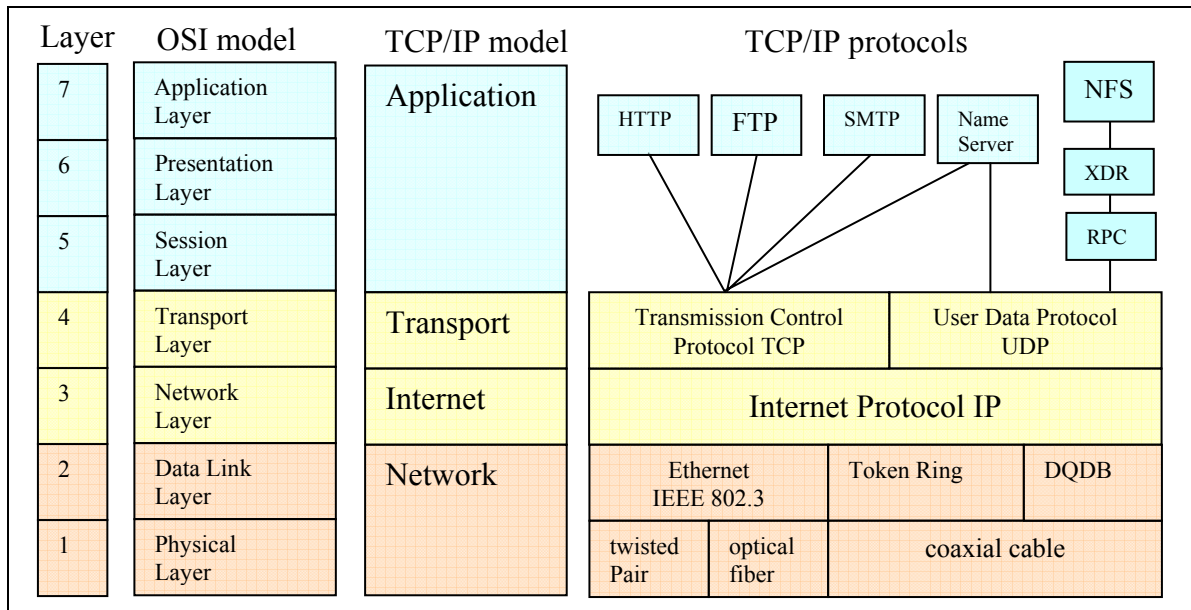 Layer
OSI model
TCP/IP model
TCP/IP protocols
7
Application
Layer
Application
HTTP
FTP
SMTP
Name
Server
NFS
6
Presentation
Layer
XDR
5
Session
Layer
RPC
4
Transport
Layer
Transport
Transmission Control
Protocol TCP
User Data Protocol
UDP
3
Network
Layer
Internet
Internet Protocol IP
2
Data Link
Layer
Network
Ethernet
IEEE 802.3
Token Ring
DQDB
1
Physical
Layer
twisted
Pair
optical
fiber
coaxial cable